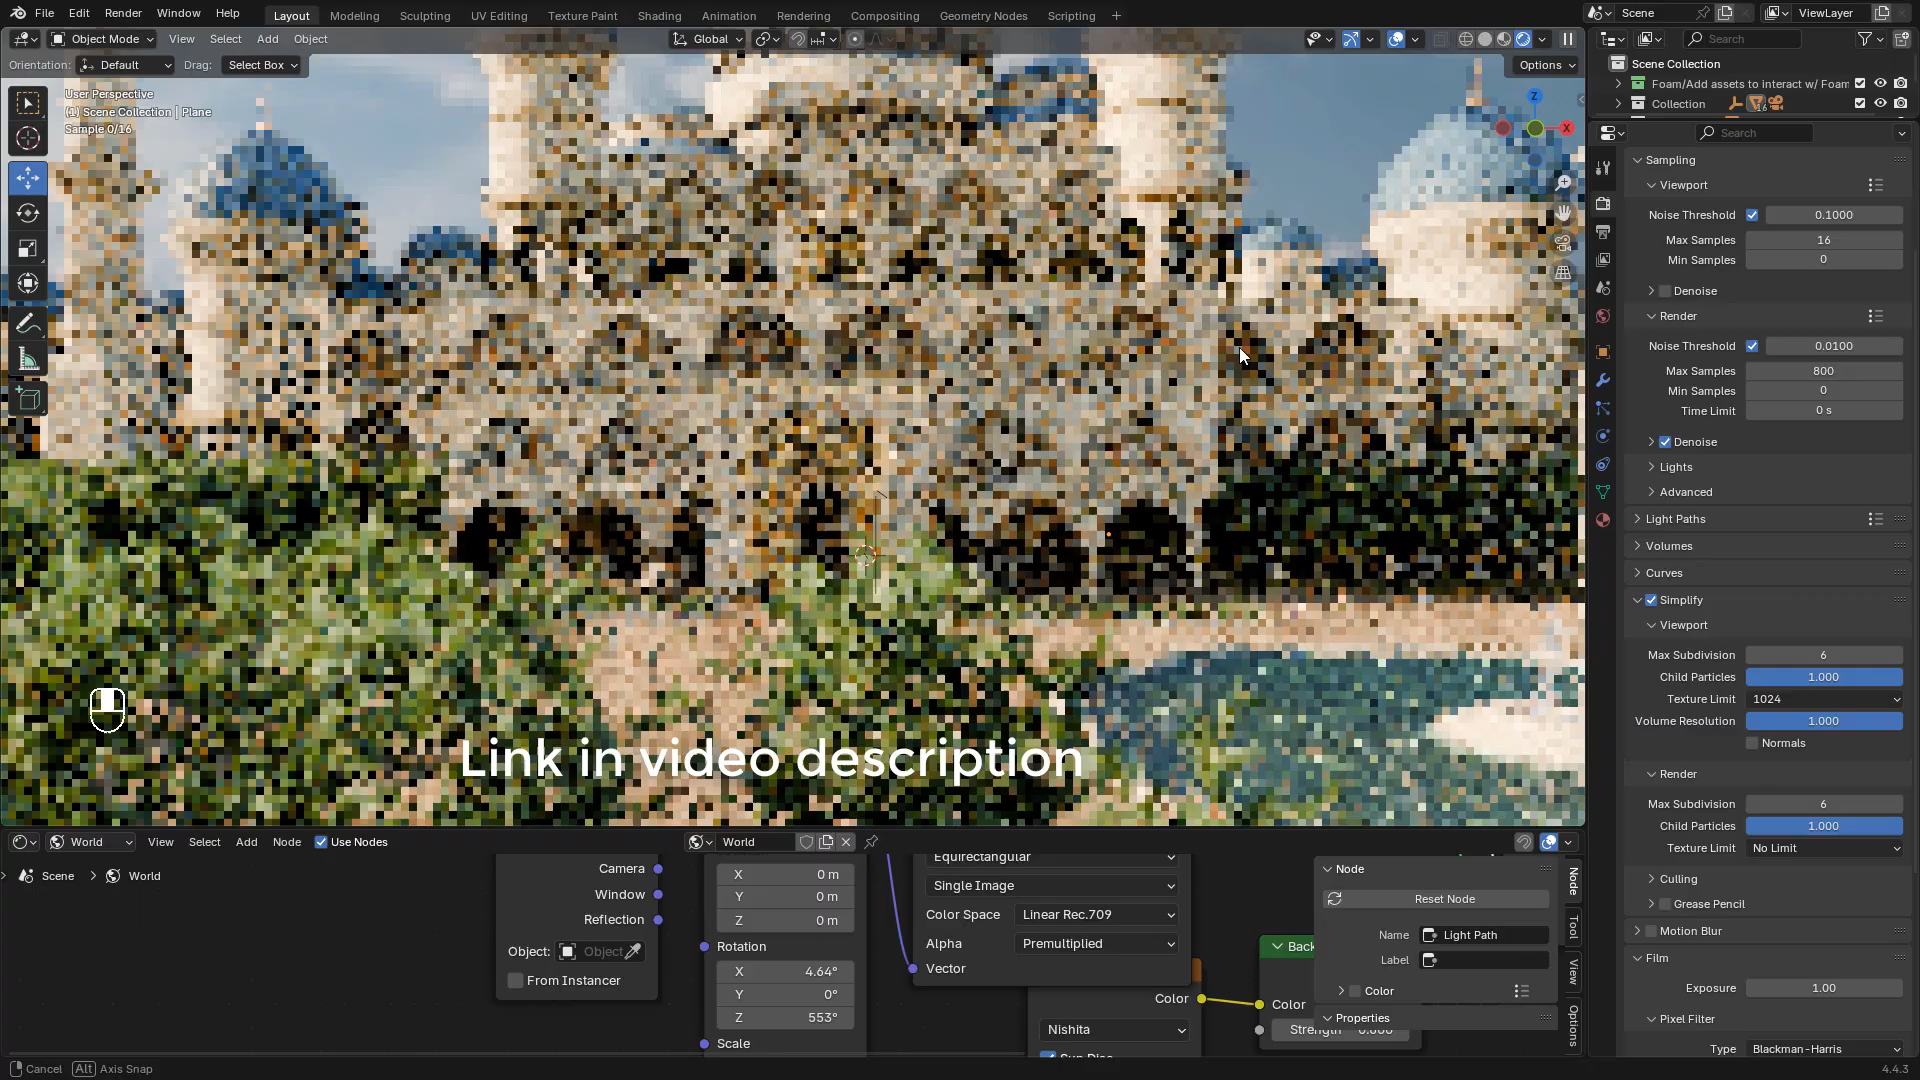 File Edit Render Window Help Layout Modeling Sculpting UV Editing Texture Paint Shading Animation Rendering Compositing Geometry Nodes Scripting + Scene ViewLayer
Object Mode View Select Add Object Global Search
Orientation: Default Drag: Select Box Options
Scene Collection
Foam/Add assets to interact w/ Foam
Collection 16
User Perspective
(1) Scene Collection | Plane
Sample 0/16
Z
X
Search
Sampling
Viewport
Noise Threshold 0.1000
Max Samples 16
Min Samples 0
Denoise
Render
Noise Threshold 0.0100
Max Samples 800
Min Samples 0
Time Limit 0 s
Denoise
Lights
Advanced
Light Paths
Volumes
Curves
Simplify
Viewport
Max Subdivision 6
Child Particles 1.000
Texture Limit 1024
Volume Resolution 1.000
Normals
Render
Max Subdivision 6
Child Particles 1.000
Texture Limit No Limit
Culling
Grease Pencil
Motion Blur
Film
Exposure 1.00
Pixel Filter
Type Blackman-Harris
Link in video description
World View Select Add Node Use Nodes World
Scene World
Camera
Window
Reflection
Object: Object
From Instancer
X 0 m
Y 0 m
Z 0 m
Rotation
X 4.64°
Y 0°
Z 553°
Scale
Equirectangular
Single Image
Color Space Linear Rec.709
Alpha Premultiplied
Vector
Color
Nishita
Sun Disc
Back
Color
Strength
Node
Reset Node
Name Light Path
Label
Color
Properties
Node
Tool
View
Options
Cancel Alt Axis Snap
4.4.3